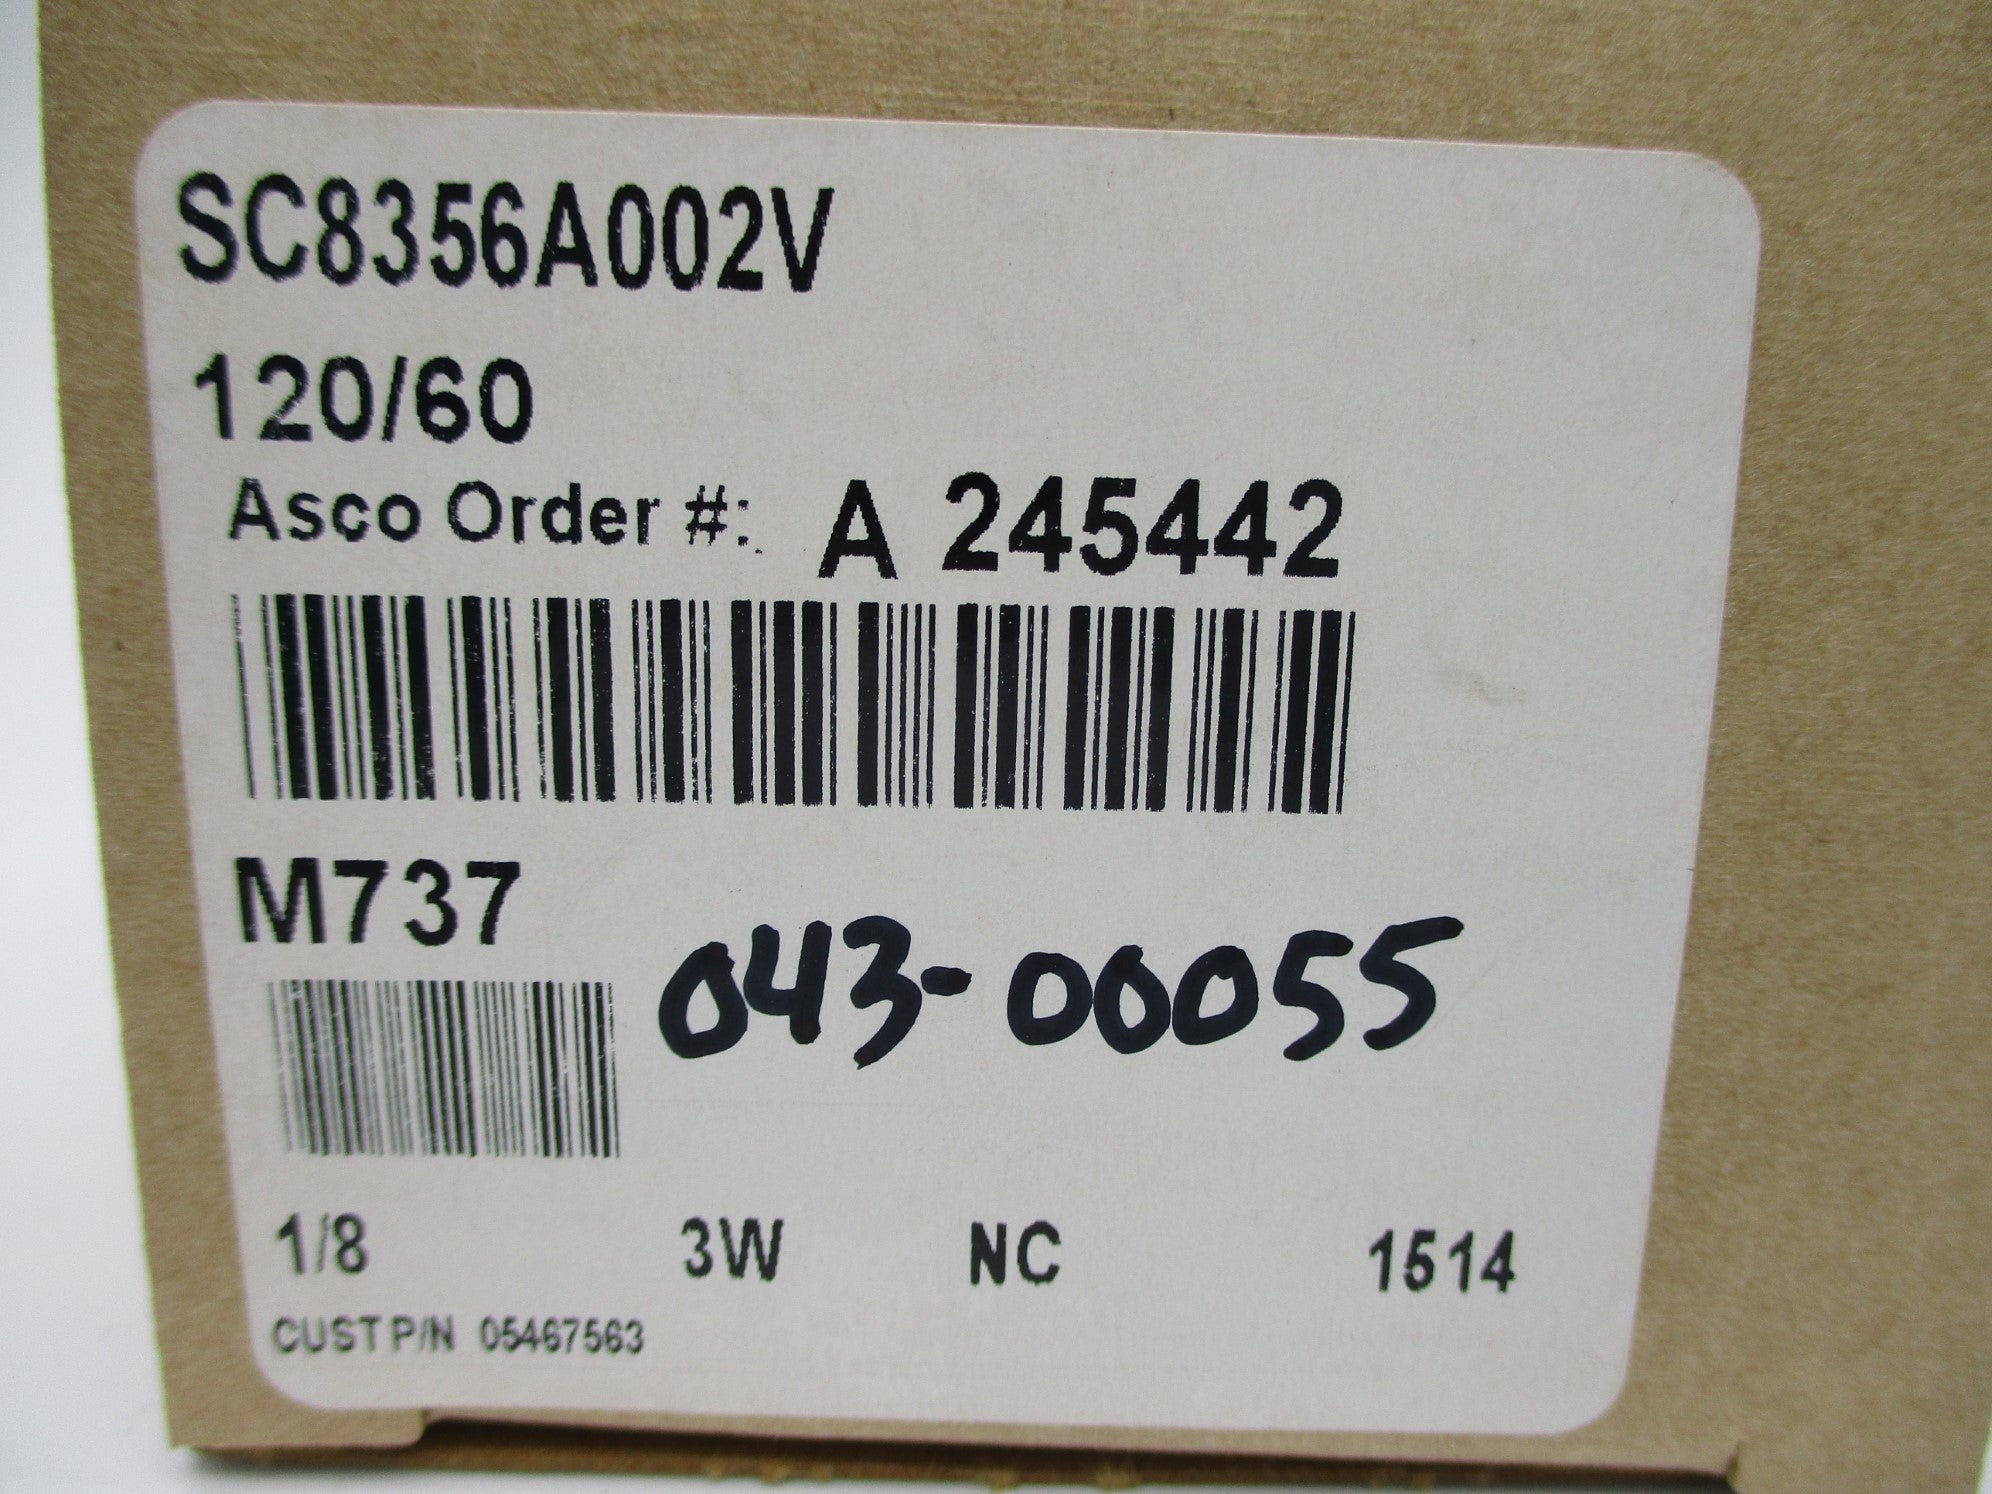 SC8356A002V
120/60
Asco Order #: A 245442
M737
043-00055
1/8 3W NC 1514
CUST P/N 05467563